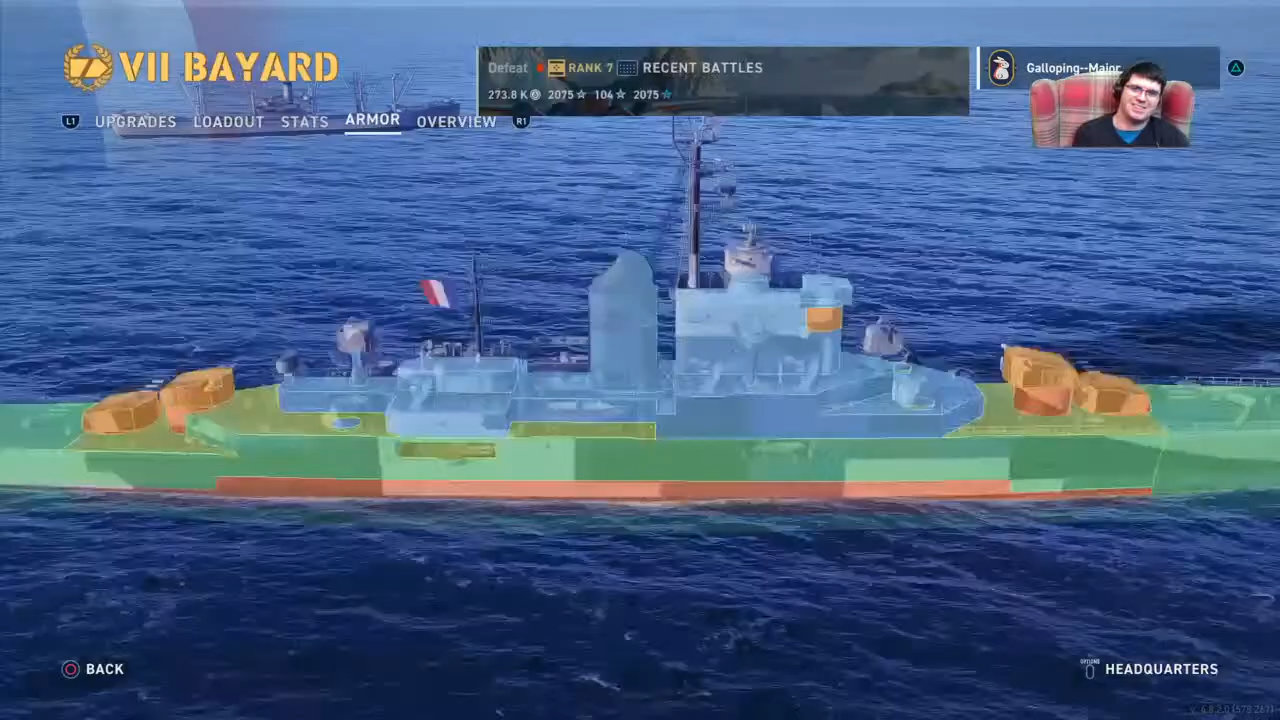 VII BAYARD
L1 UPGRADES LOADOUT STATS ARMOR OVERVIEW R1
Defeat RANK 7 RECENT BATTLES
273.8 K 2075 104 2075
Galloping--Major
BACK
OPTIONS
HEADQUARTERS